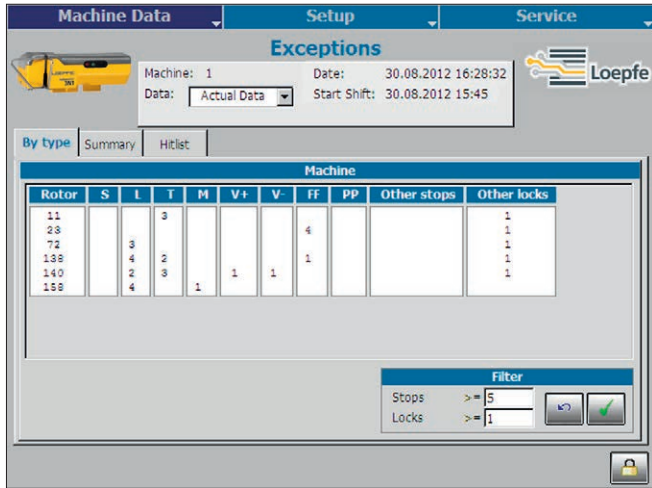 Machine Data Setup Service
Exceptions
Machine: 1 Date: 30.08.2012 16:28:32
Data: Actual Data Start Shift: 30.08.2012 15:45
Loepfe
By type Summary Hitlist
Machine
Rotor S L T M V+ V- FF PP Other stops Other locks
11 3 1
23 4 1
72 3 1
138 4 2 1 1
140 2 3 1 1 1
158 4 1
Filter
Stops >= 5
Locks >= 1